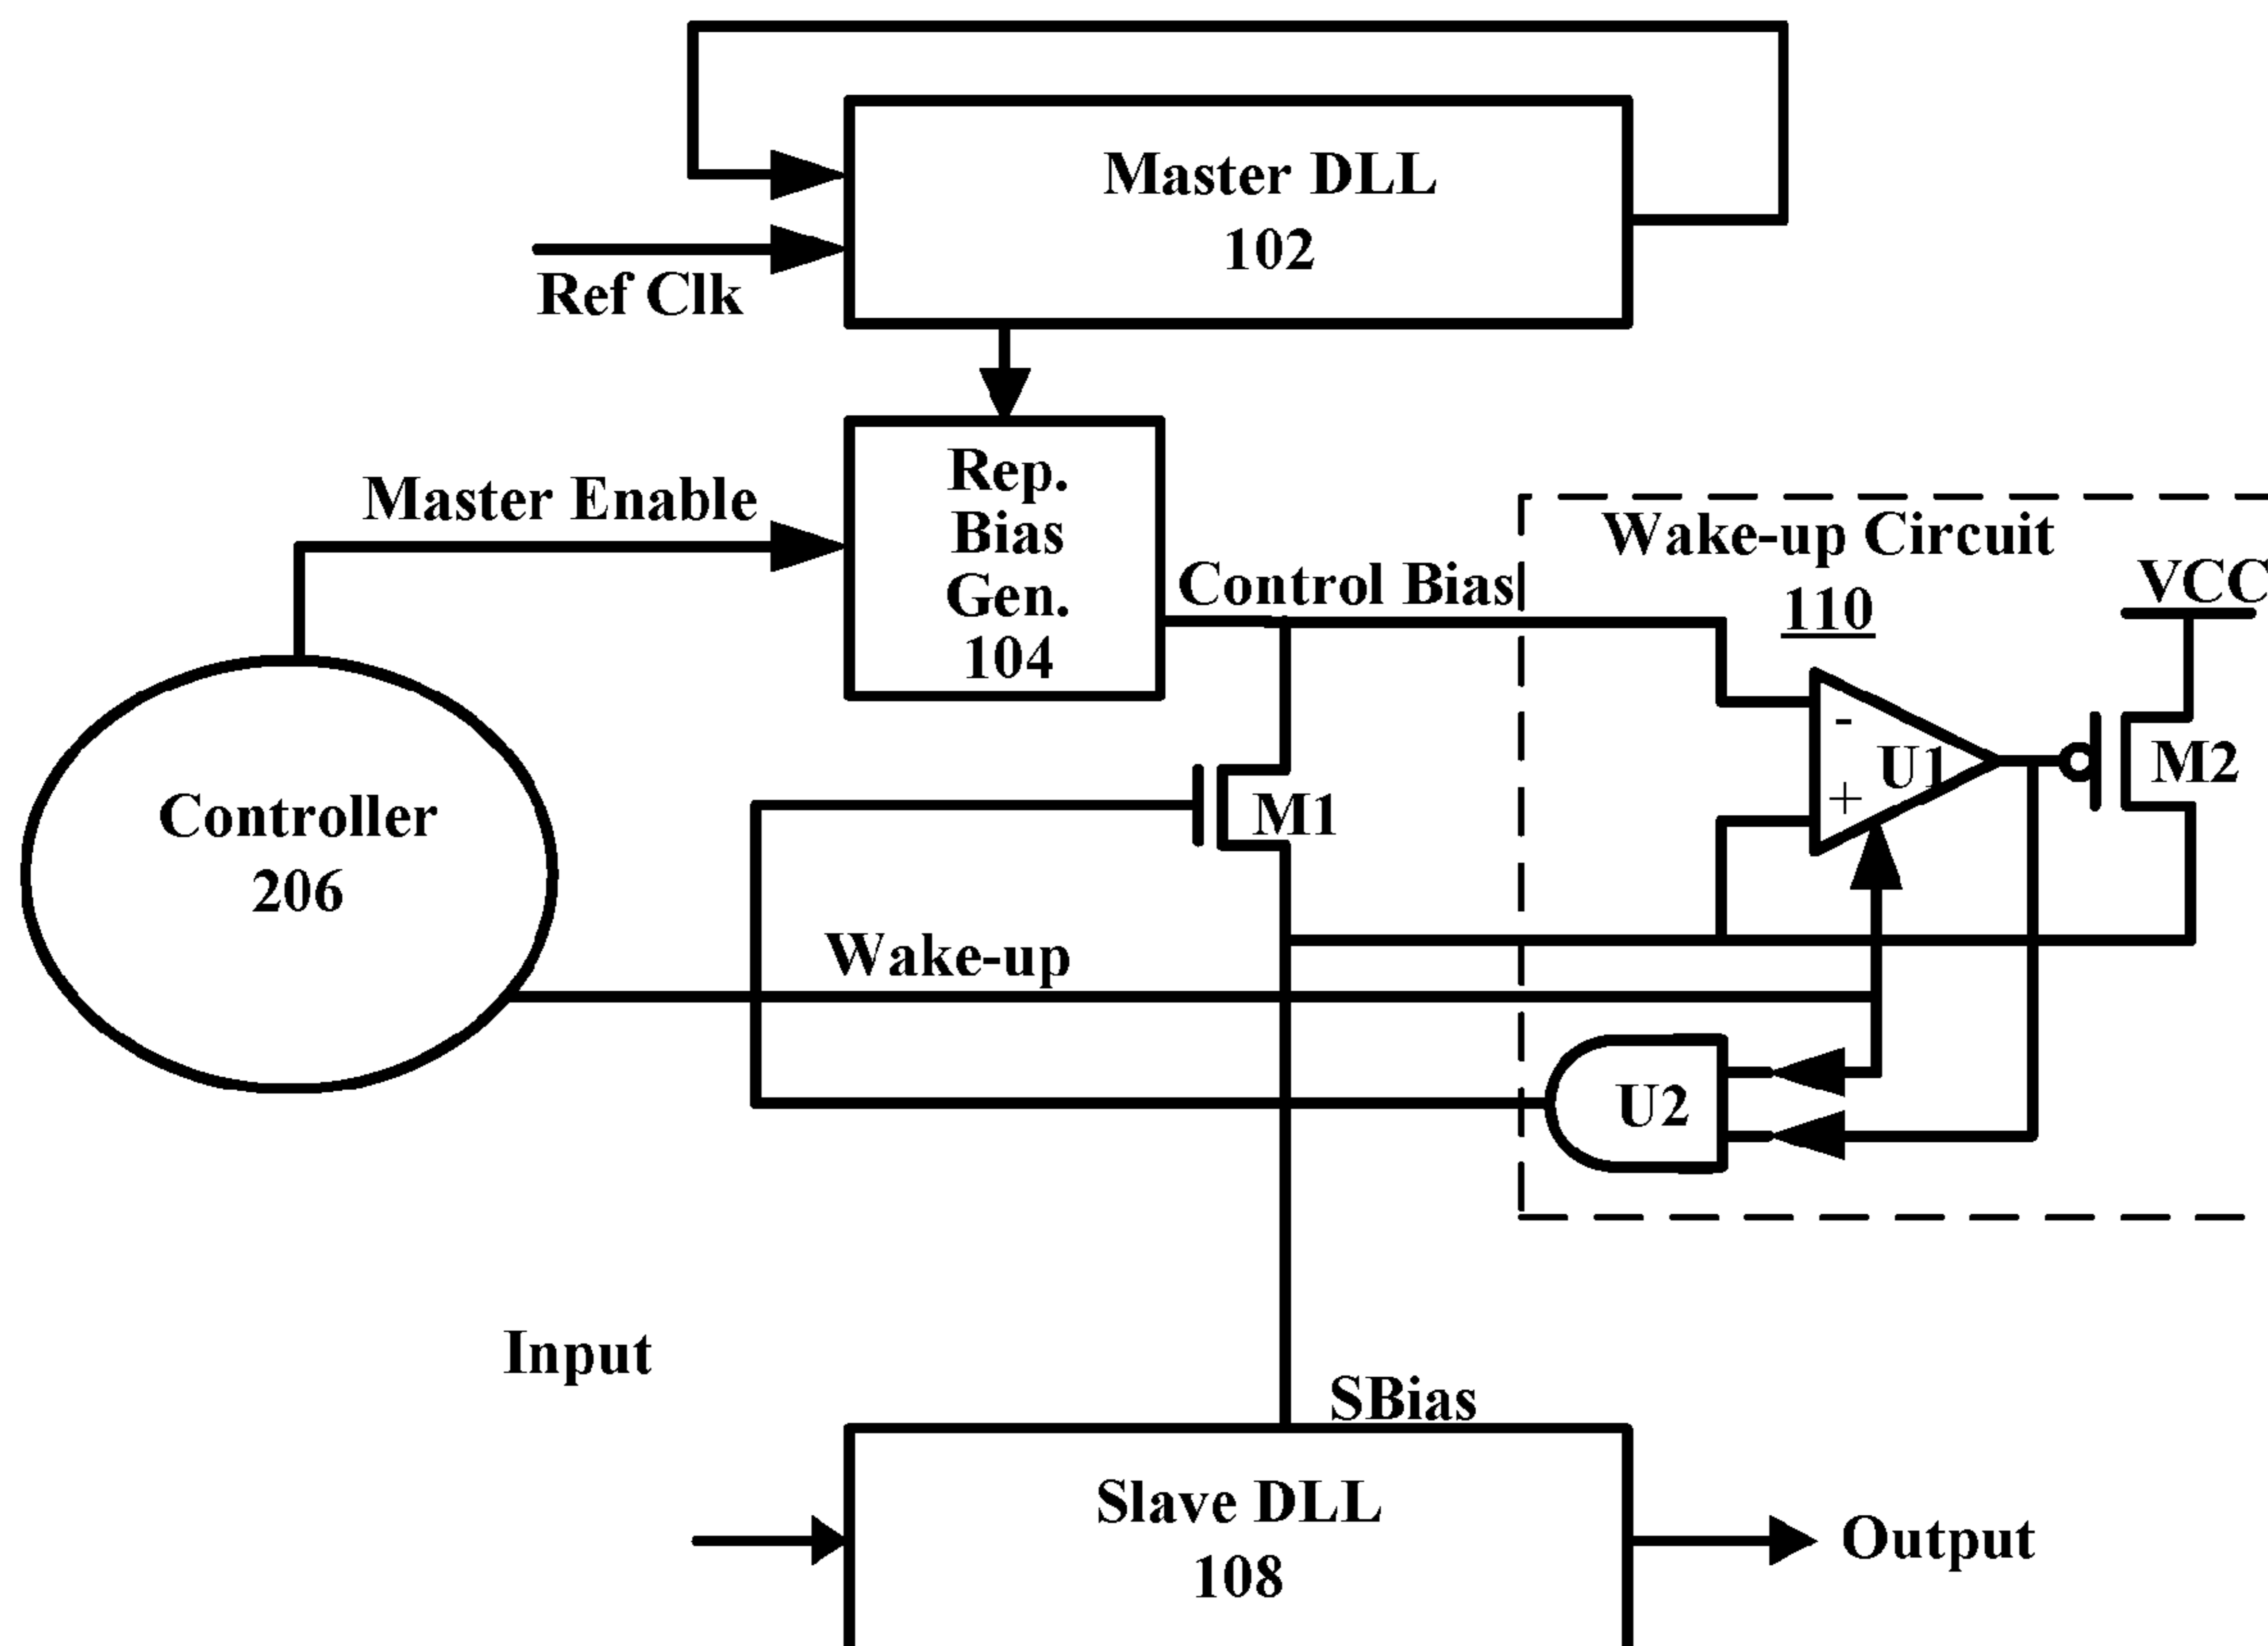 Master DLL
102
Ref Clk
Rep.
Bias
Gen.
104
Master Enable
Control Bias
Wake-up Circuit
110
VCC
-
+
U1
M2
M1
Controller
206
Wake-up
U2
Input
SBias
Slave DLL
108
Output